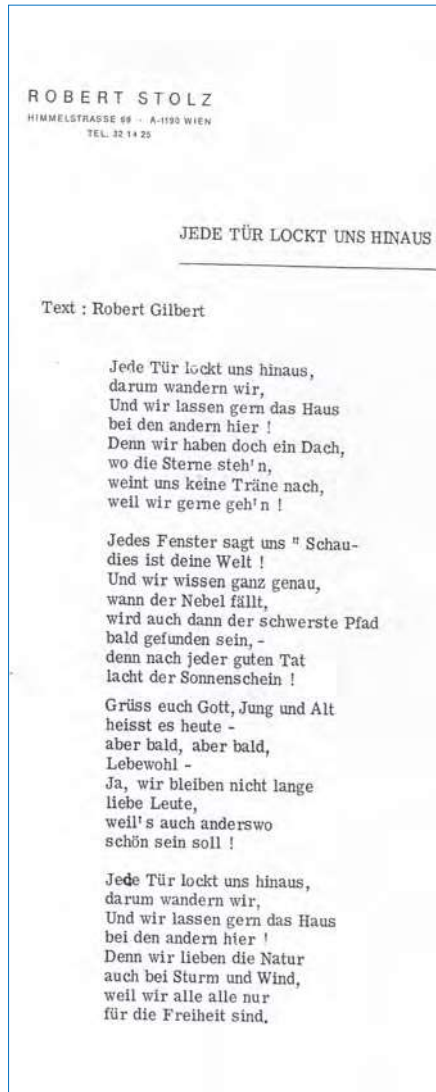 ROBERT STOLZ
HIMMELSTRASSE 69 - A-1190 WIEN
TEL. 32 14 25
JEDE TÜR LOCKT UNS HINAUS
Text : Robert Gilbert
Jede Tür lockt uns hinaus,
darum wandern wir,
Und wir lassen gern das Haus
bei den andern hier !
Denn wir haben doch ein Dach,
wo die Sterne steh'n,
weint uns keine Träne nach,
weil wir gerne geh'n !
Jedes Fenster sagt uns " Schau-
dies ist deine Welt !
Und wir wissen ganz genau,
wann der Nebel fällt,
wird auch dann der schwerste Pfad
bald gefunden sein, -
denn nach jeder guten Tat
lacht der Sonnenschein !
Grüss euch Gott, Jung und Alt
heisst es heute -
aber bald, aber bald,
Lebewohl -
Ja, wir bleiben nicht lange
liebe Leute,
weil's auch anderswo
schön sein soll !
Jede Tür lockt uns hinaus,
darum wandern wir,
Und wir lassen gern das Haus
bei den andern hier !
Denn wir lieben die Natur
auch bei Sturm und Wind,
weil wir alle alle nur
für die Freiheit sind.